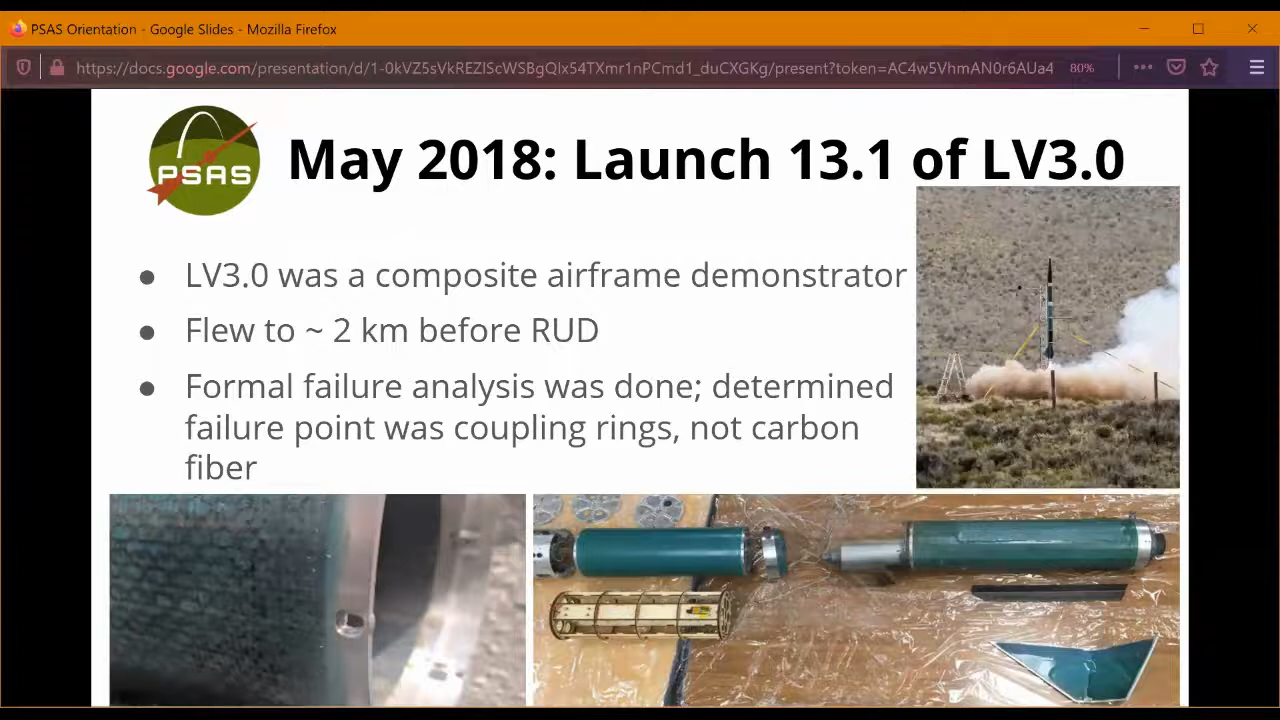 PSAS Orientation - Google Slides - Mozilla Firefox
https://docs.google.com/presentation/d/1-0kVZ5sVkREZIScWSBgQIx54TXmr1nPCmd1_duCXGKg/present?token=AC4w5VhmAN0r6AUa4
80%
PSAS
May 2018: Launch 13.1 of LV3.0
● LV3.0 was a composite airframe demonstrator
● Flew to ~ 2 km before RUD
● Formal failure analysis was done; determined
failure point was coupling rings, not carbon
fiber